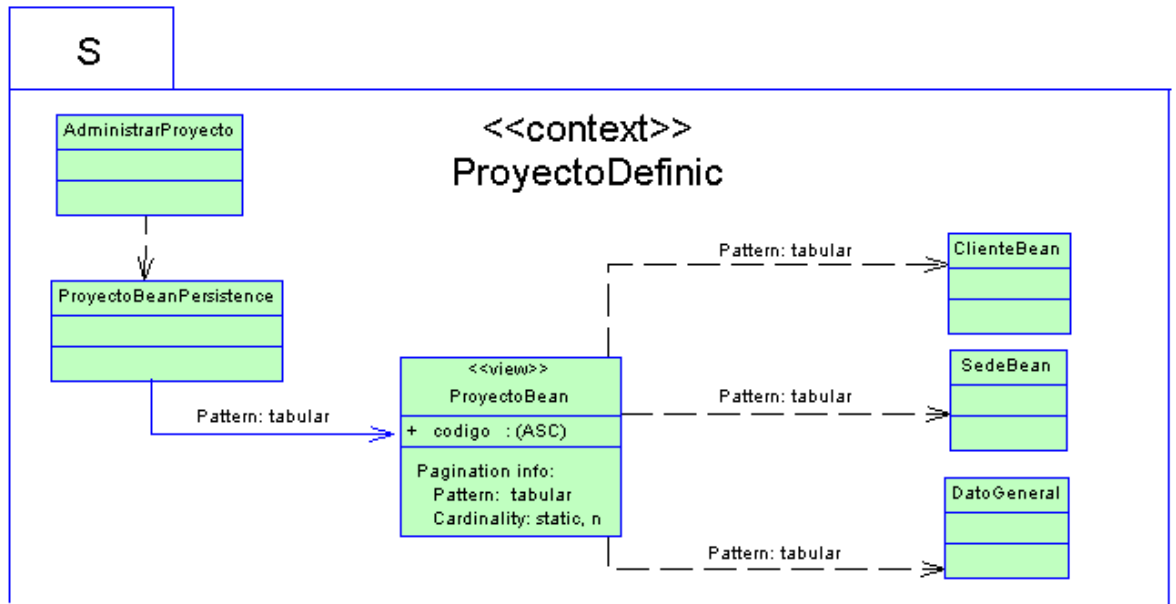 S
<<context>>
ProyectoDefinic
AdministrarProyecto
ProyectoBeanPersistence
Pattern: tabular
<<view>>
ProyectoBean
+ codigo : (ASC)
Pagination info:
Pattern: tabular
Cardinality: static, n
Pattern: tabular
ClienteBean
Pattern: tabular
SedeBean
Pattern: tabular
DatoGeneral